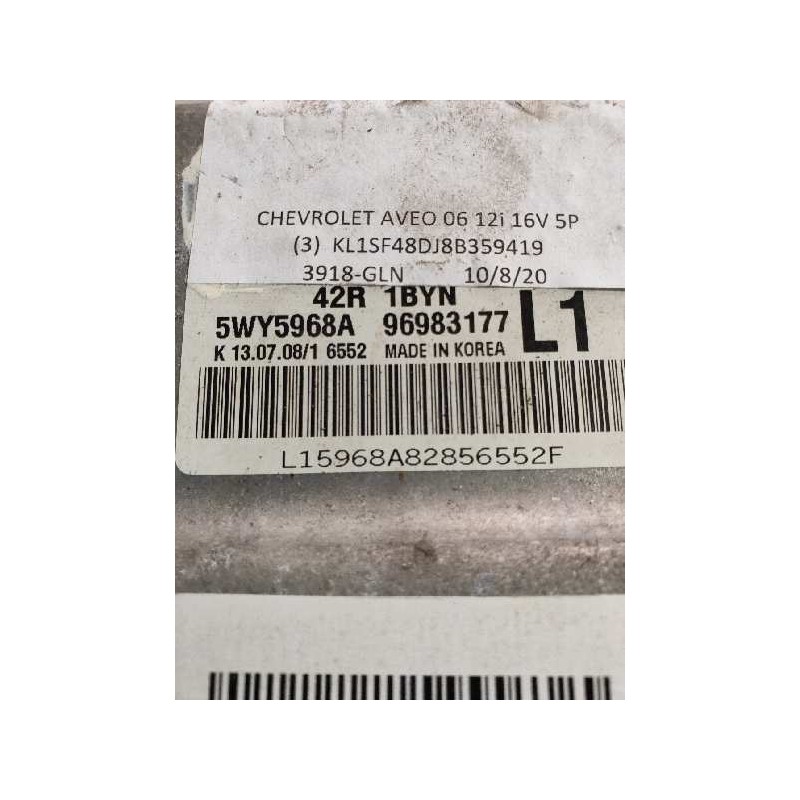 CHEVROLET AVEO 06 12i 16V 5P
(3) KL1SF48DJ8B359419
3918-GLN 10/8/20
42R 1BYN
5WY5968A 96983177 L1
K 13.07.08/1 6552 MADE IN KOREA
L15968A82856552F